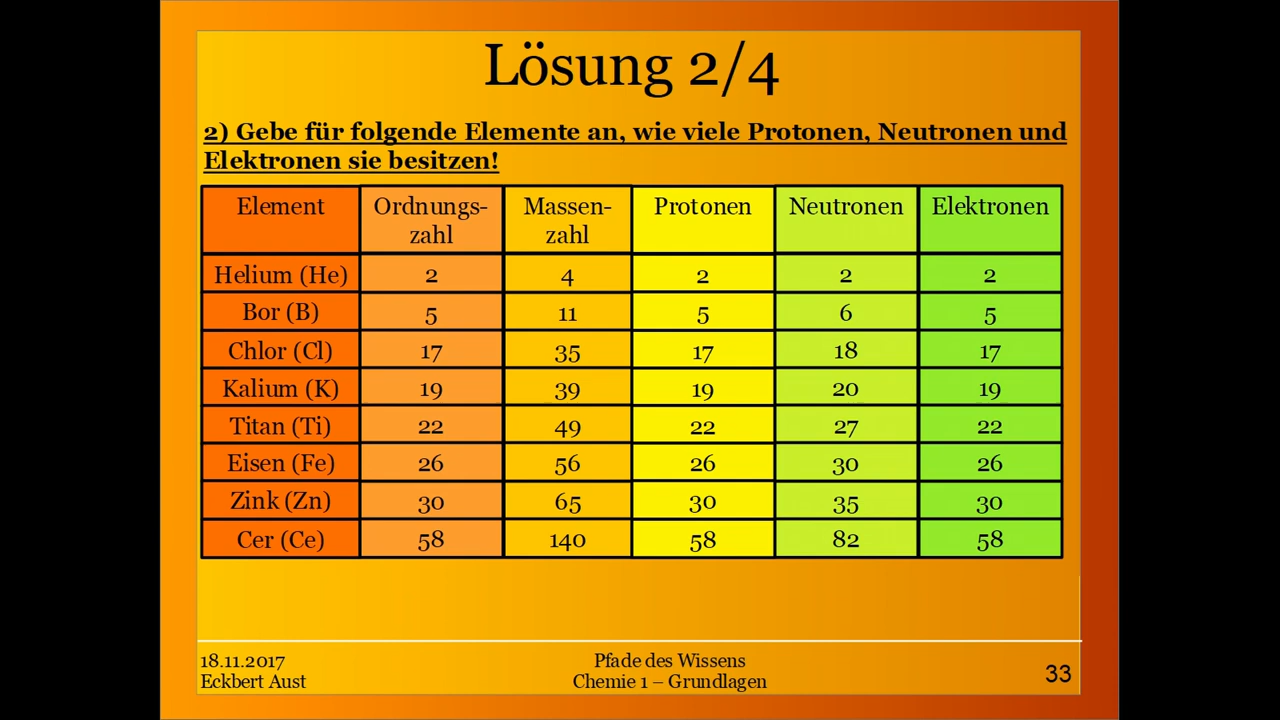 Lösung 2/4
2) Gebe für folgende Elemente an, wie viele Protonen, Neutronen und
Elektronen sie besitzen!
Element Ordnungs- Massen- Protonen Neutronen Elektronen
zahl zahl
Helium (He) 2 4 2 2 2
Bor (B) 5 11 5 6 5
Chlor (Cl) 17 35 17 18 17
Kalium (K) 19 39 19 20 19
Titan (Ti) 22 49 22 27 22
Eisen (Fe) 26 56 26 30 26
Zink (Zn) 30 65 30 35 30
Cer (Ce) 58 140 58 82 58
18.11.2017 Pfade des Wissens
Eckbert Aust Chemie 1 – Grundlagen 33